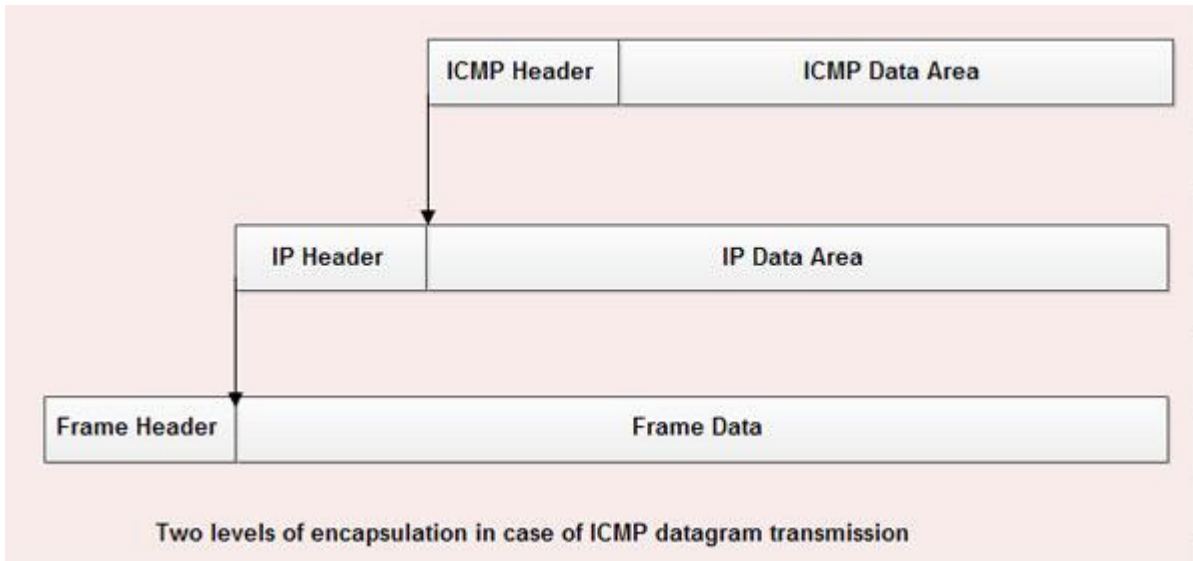 ICMP Header
ICMP Data Area
IP Header
IP Data Area
Frame Header
Frame Data
Two levels of encapsulation in case of ICMP datagram transmission